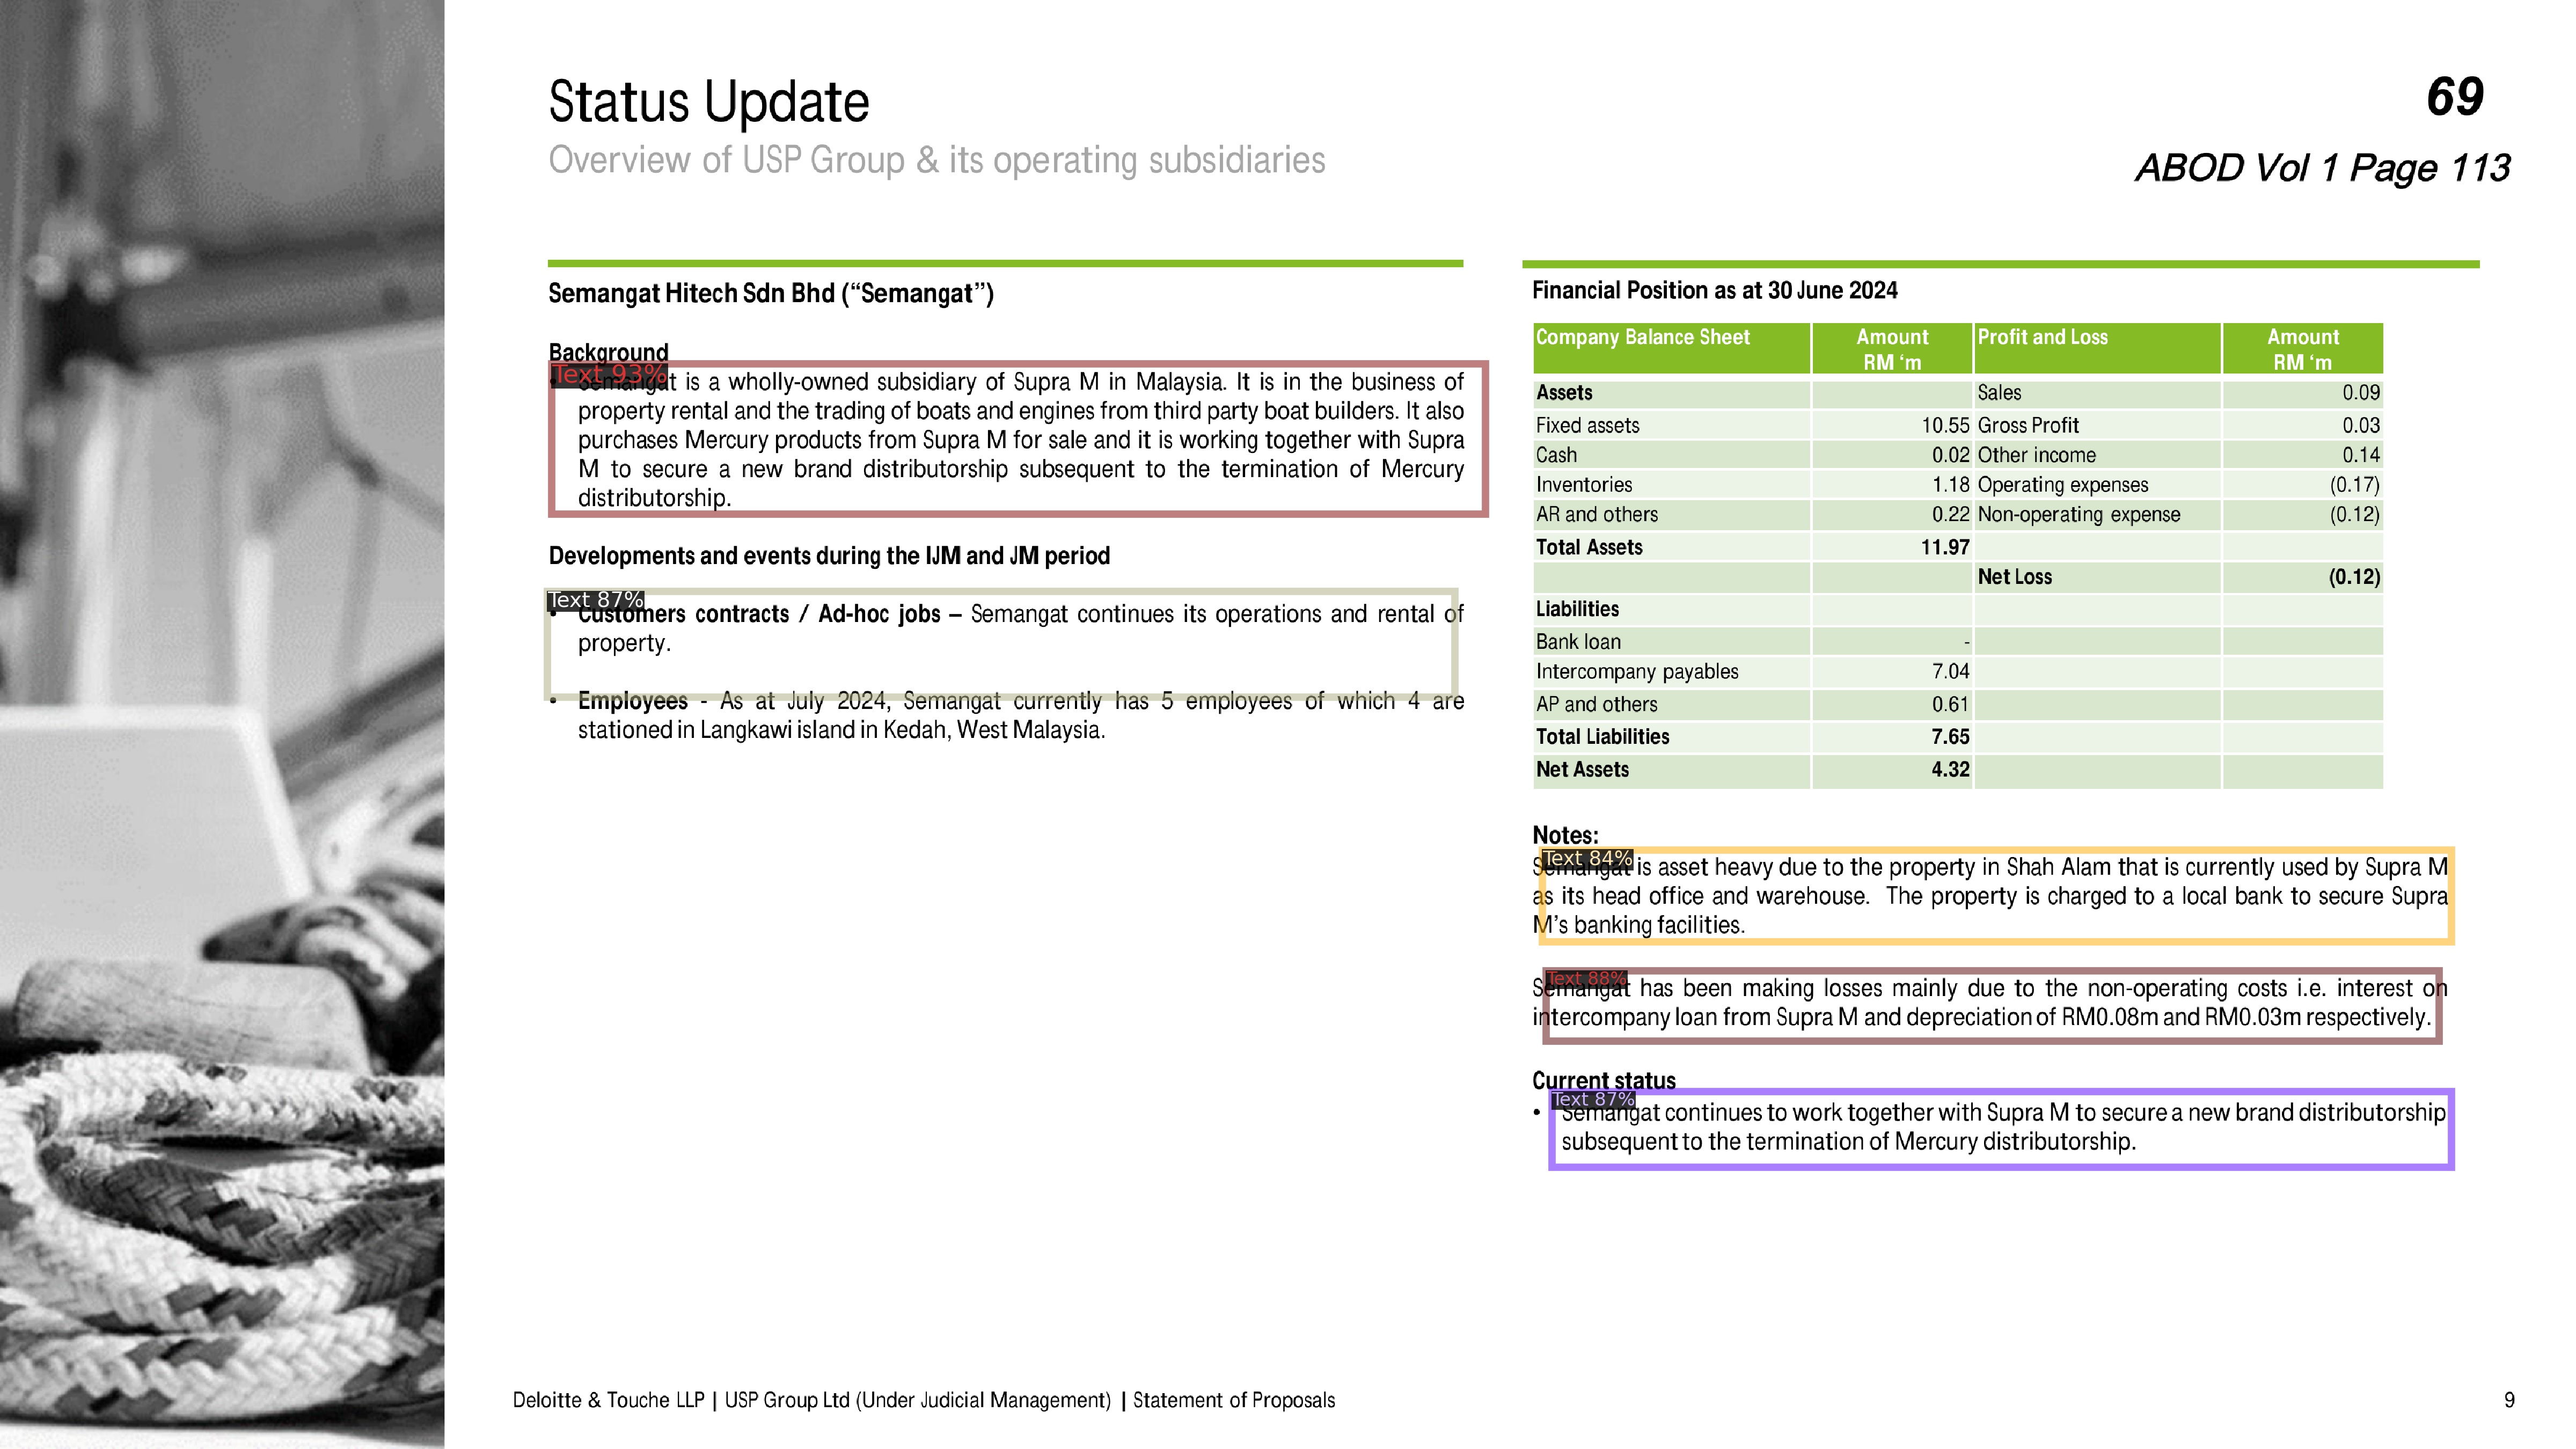 Status Update
Overview of USP Group & its operating subsidiaries
69
ABOD Vol 1 Page 113
Semangat Hitech Sdn Bhd (“Semangat”)
Background
Text 93%
• Semangat is a wholly-owned subsidiary of Supra M in Malaysia. It is in the business of
property rental and the trading of boats and engines from third party boat builders. It also
purchases Mercury products from Supra M for sale and it is working together with Supra
M to secure a new brand distributorship subsequent to the termination of Mercury
distributorship.
Developments and events during the IJM and JM period
Text 87%
• Customers contracts / Ad-hoc jobs – Semangat continues its operations and rental of
property.
• Employees - As at July 2024, Semangat currently has 5 employees of which 4 are
stationed in Langkawi island in Kedah, West Malaysia.
Financial Position as at 30 June 2024
Company Balance Sheet Amount RM ‘m Profit and Loss Amount RM ‘m
Assets Sales 0.09
Fixed assets 10.55 Gross Profit 0.03
Cash 0.02 Other income 0.14
Inventories 1.18 Operating expenses (0.17)
AR and others 0.22 Non-operating expense (0.12)
Total Assets 11.97
Net Loss (0.12)
Liabilities
Bank loan -
Intercompany payables 7.04
AP and others 0.61
Total Liabilities 7.65
Net Assets 4.32
Notes:
Text 84%
Semangat is asset heavy due to the property in Shah Alam that is currently used by Supra M
as its head office and warehouse. The property is charged to a local bank to secure Supra
M’s banking facilities.
Text 88%
Semangat has been making losses mainly due to the non-operating costs i.e. interest on
intercompany loan from Supra M and depreciation of RM0.08m and RM0.03m respectively.
Current status
Text 87%
• Semangat continues to work together with Supra M to secure a new brand distributorship
subsequent to the termination of Mercury distributorship.
Deloitte & Touche LLP | USP Group Ltd (Under Judicial Management) | Statement of Proposals
9